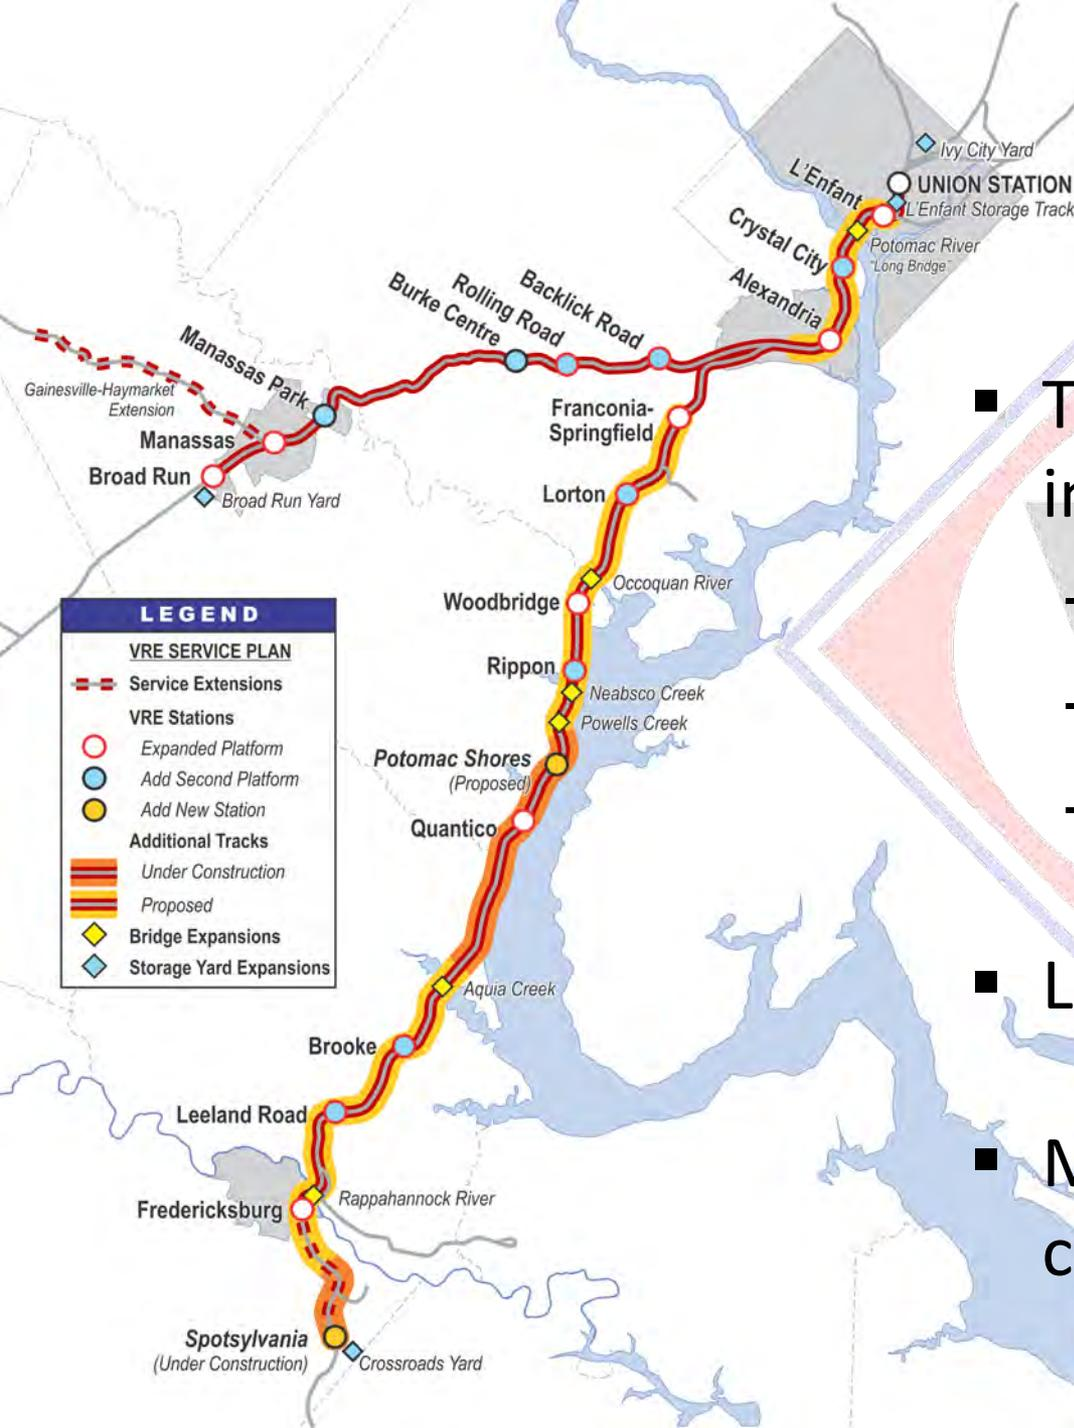 Ivy City Yard
UNION STATION
L'Enfant
L'Enfant Storage Track
Crystal City
Potomac River
"Long Bridge"
Alexandria
Backlick Road
Rolling Road
Burke Centre
Manassas Park
Gainesville-Haymarket
Extension
Manassas
Broad Run
Broad Run Yard
Franconia-
Springfield
Lorton
Occoquan River
Woodbridge
Rippon
Neabsco Creek
Powells Creek
Potomac Shores
(Proposed)
Quantico
LEGEND
VRE SERVICE PLAN
Service Extensions
VRE Stations
Expanded Platform
Add Second Platform
Add New Station
Additional Tracks
Under Construction
Proposed
Bridge Expansions
Storage Yard Expansions
Aquia Creek
Brooke
Leeland Road
Rappahannock River
Fredericksburg
Spotsylvania
(Under Construction)
Crossroads Yard